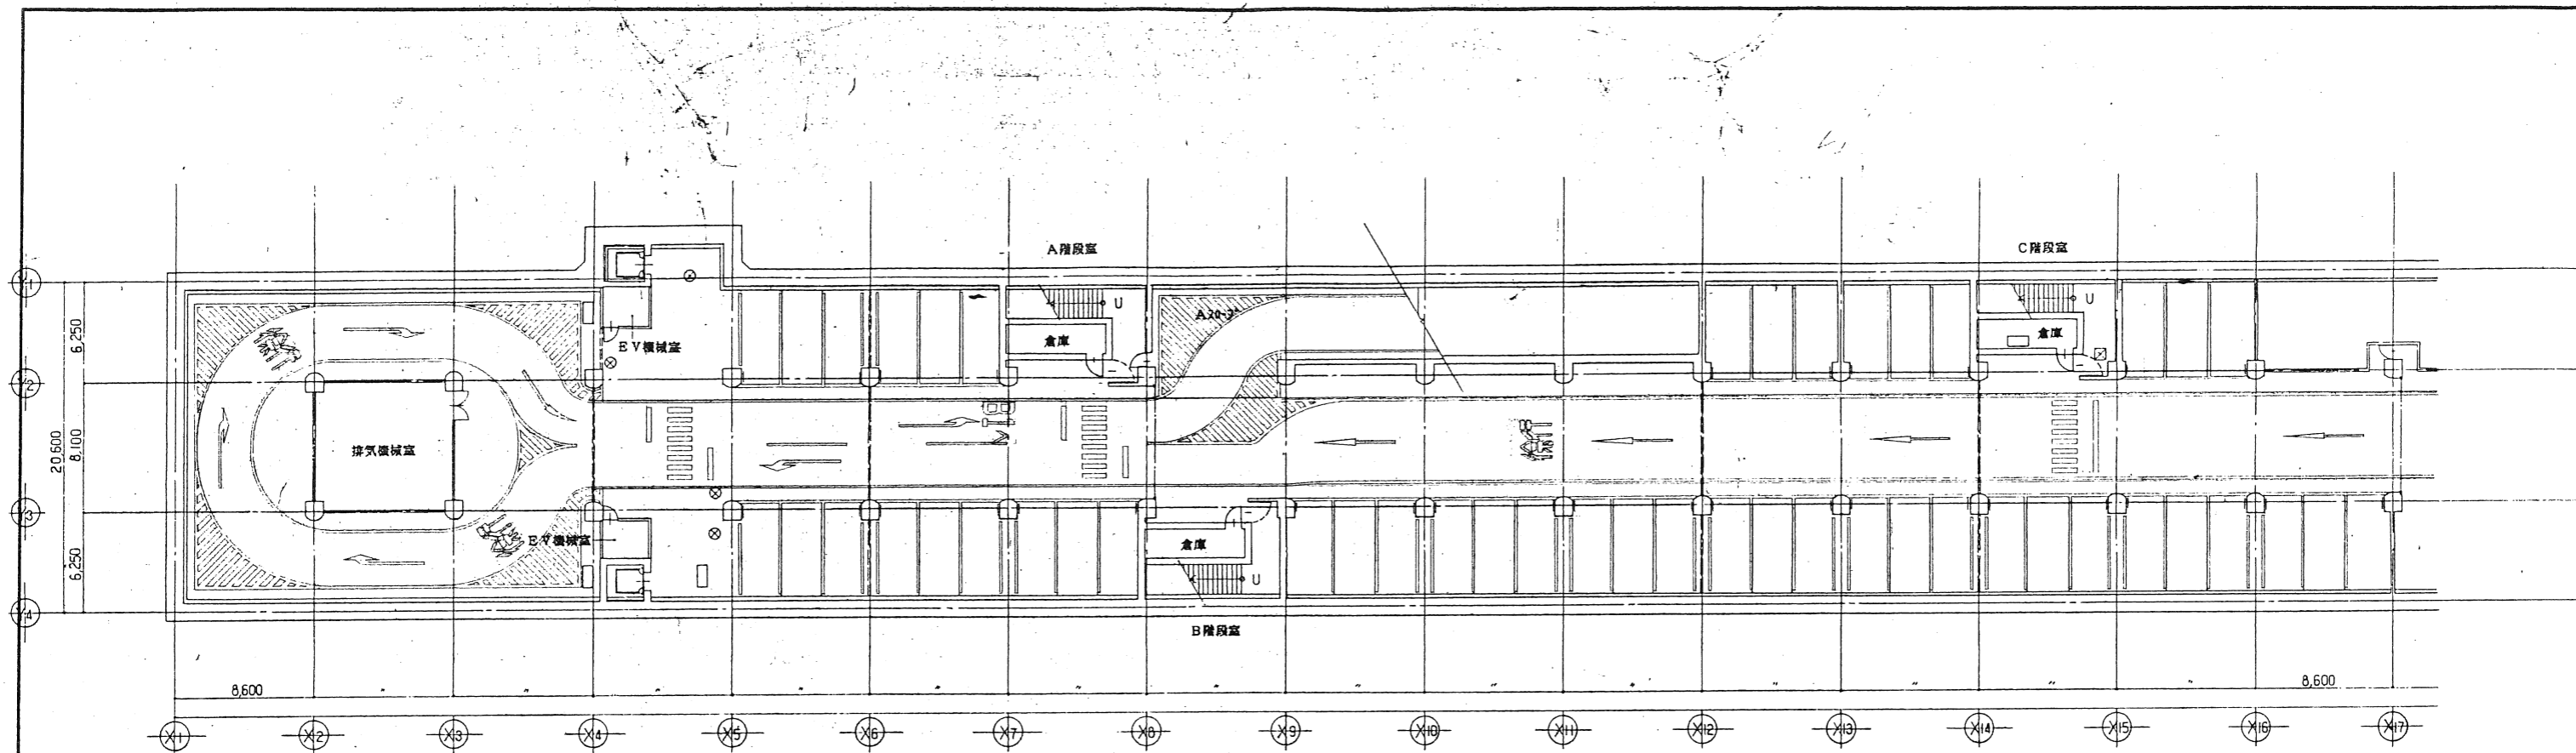 A階段室
C階段室
Y1
U
U
A20-2
6,250
倉庫
倉庫
EV機械室
Y2
20,600
8,100
排気機械室
Y3
EV機械室
倉庫
6,250
U
Y4
B階段室
8,600
〃
〃
〃
〃
〃
〃
〃
〃
〃
〃
〃
〃
〃
〃
8,600
X1
X2
X3
X4
X5
X6
X7
X8
X9
X10
X11
X12
X13
X14
X15
X16
X17